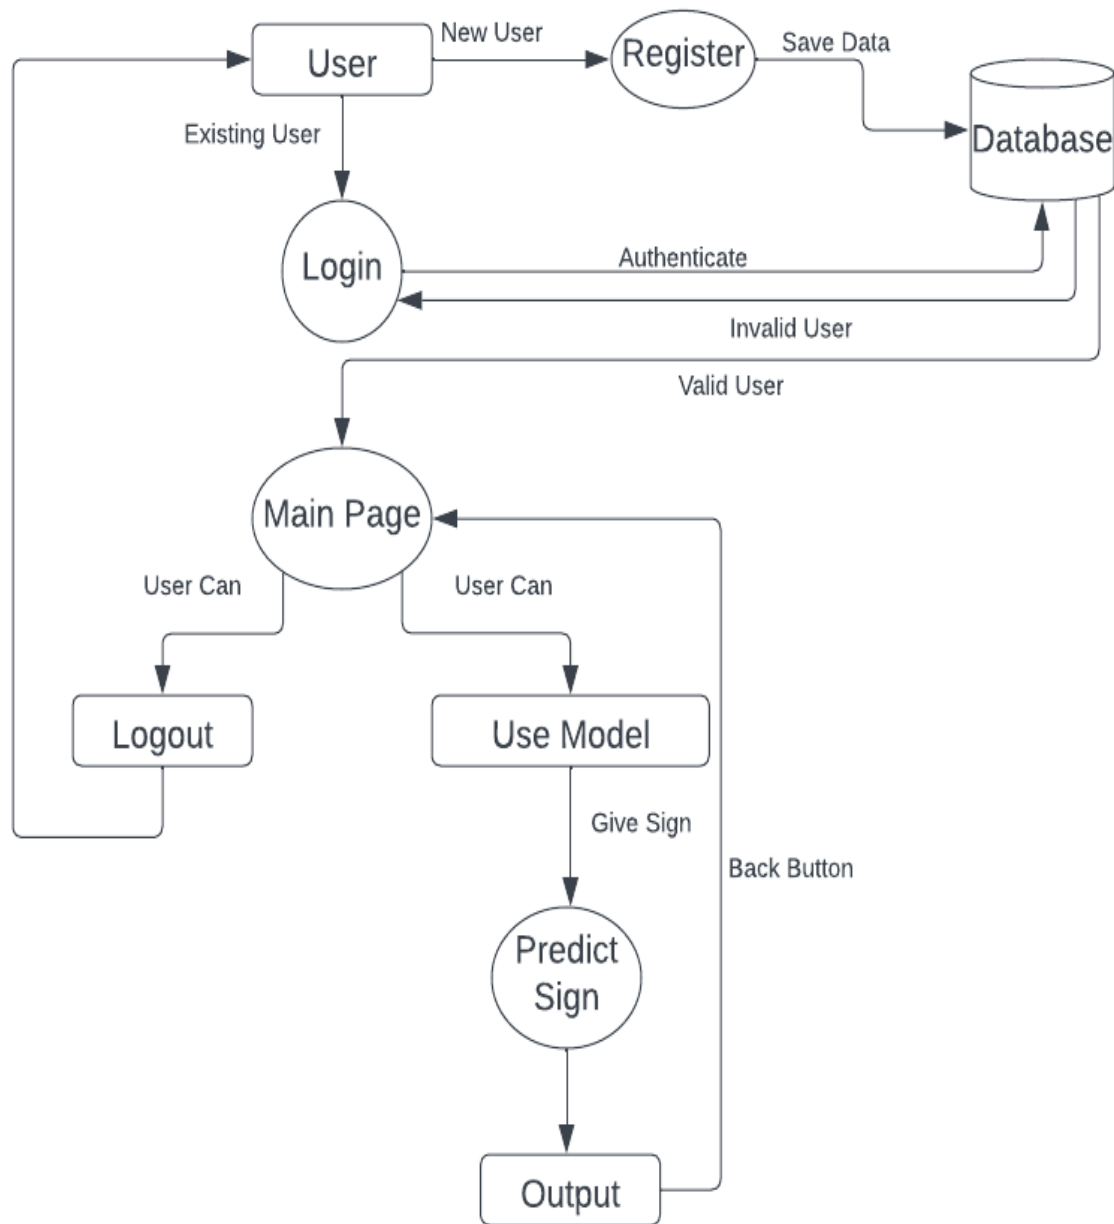 New User
Register
Save Data
User
Existing User
Database
Login
Authenticate
Invalid User
Valid User
Main Page
User Can
User Can
Logout
Use Model
Give Sign
Back Button
Predict
Sign
Output